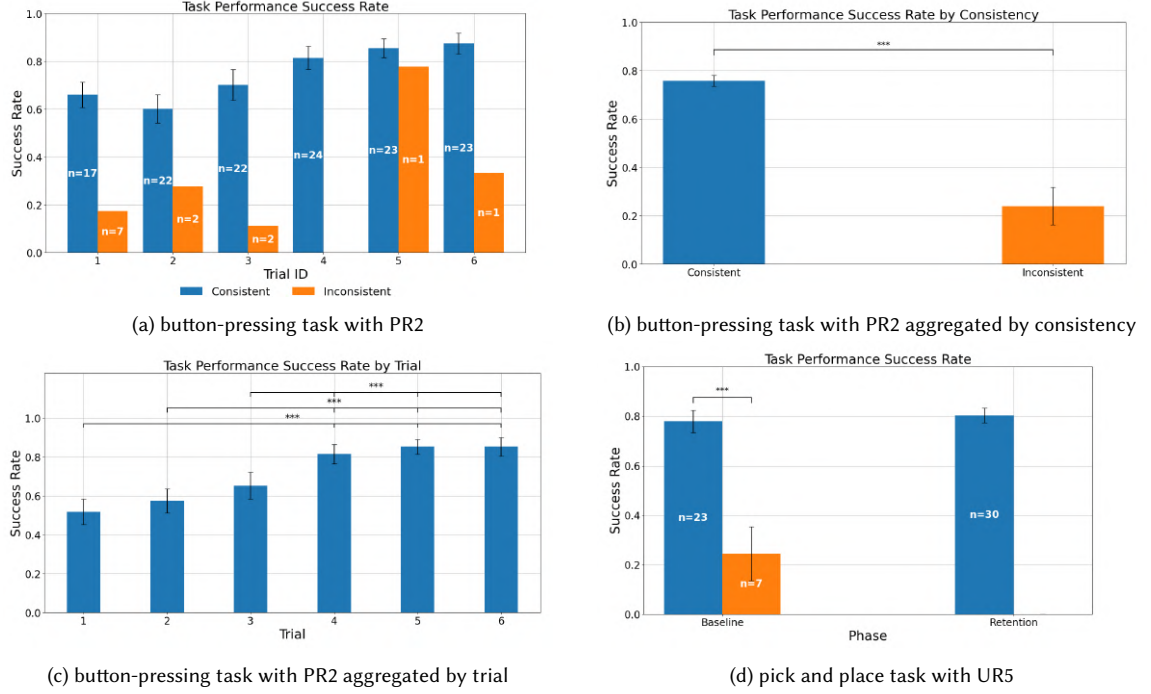 Task Performance Success Rate
1.0
0.8
0.6
0.4
0.2
0.0
Success Rate
n=17
n=7
n=22
n=2
n=22
n=2
n=24
n=23
n=1
n=23
n=1
1 2 3 4 5 6
Trial ID
Consistent Inconsistent
(a) button-pressing task with PR2
Task Performance Success Rate by Consistency
1.0
0.8
0.6
0.4
0.2
0.0
Success Rate
***
Consistent Inconsistent
(b) button-pressing task with PR2 aggregated by consistency
Task Performance Success Rate by Trial
1.0
0.8
0.6
0.4
0.2
0.0
Success Rate
***
***
***
1 2 3 4 5 6
Trial
(c) button-pressing task with PR2 aggregated by trial
Task Performance Success Rate
1.0
0.8
0.6
0.4
0.2
0.0
Success Rate
***
n=23
n=7
n=30
Baseline Retention
Phase
(d) pick and place task with UR5